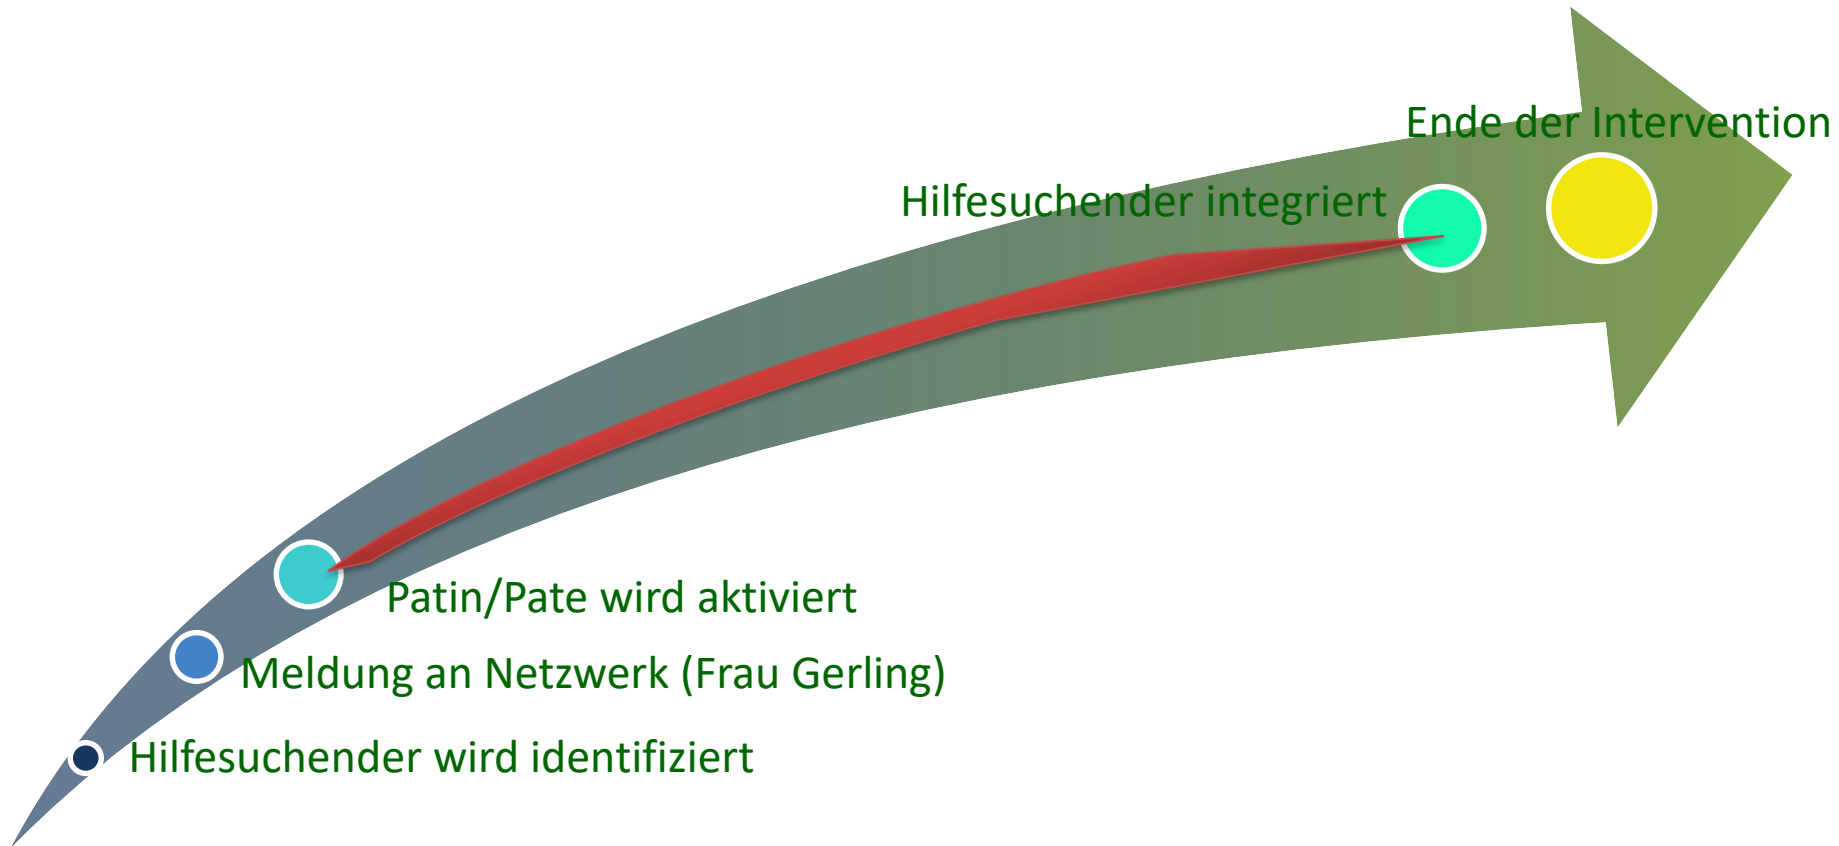 Ende der Intervention
Hilfesuchender integriert
Patin/Pate wird aktiviert
Meldung an Netzwerk (Frau Gerling)
Hilfesuchender wird identifiziert